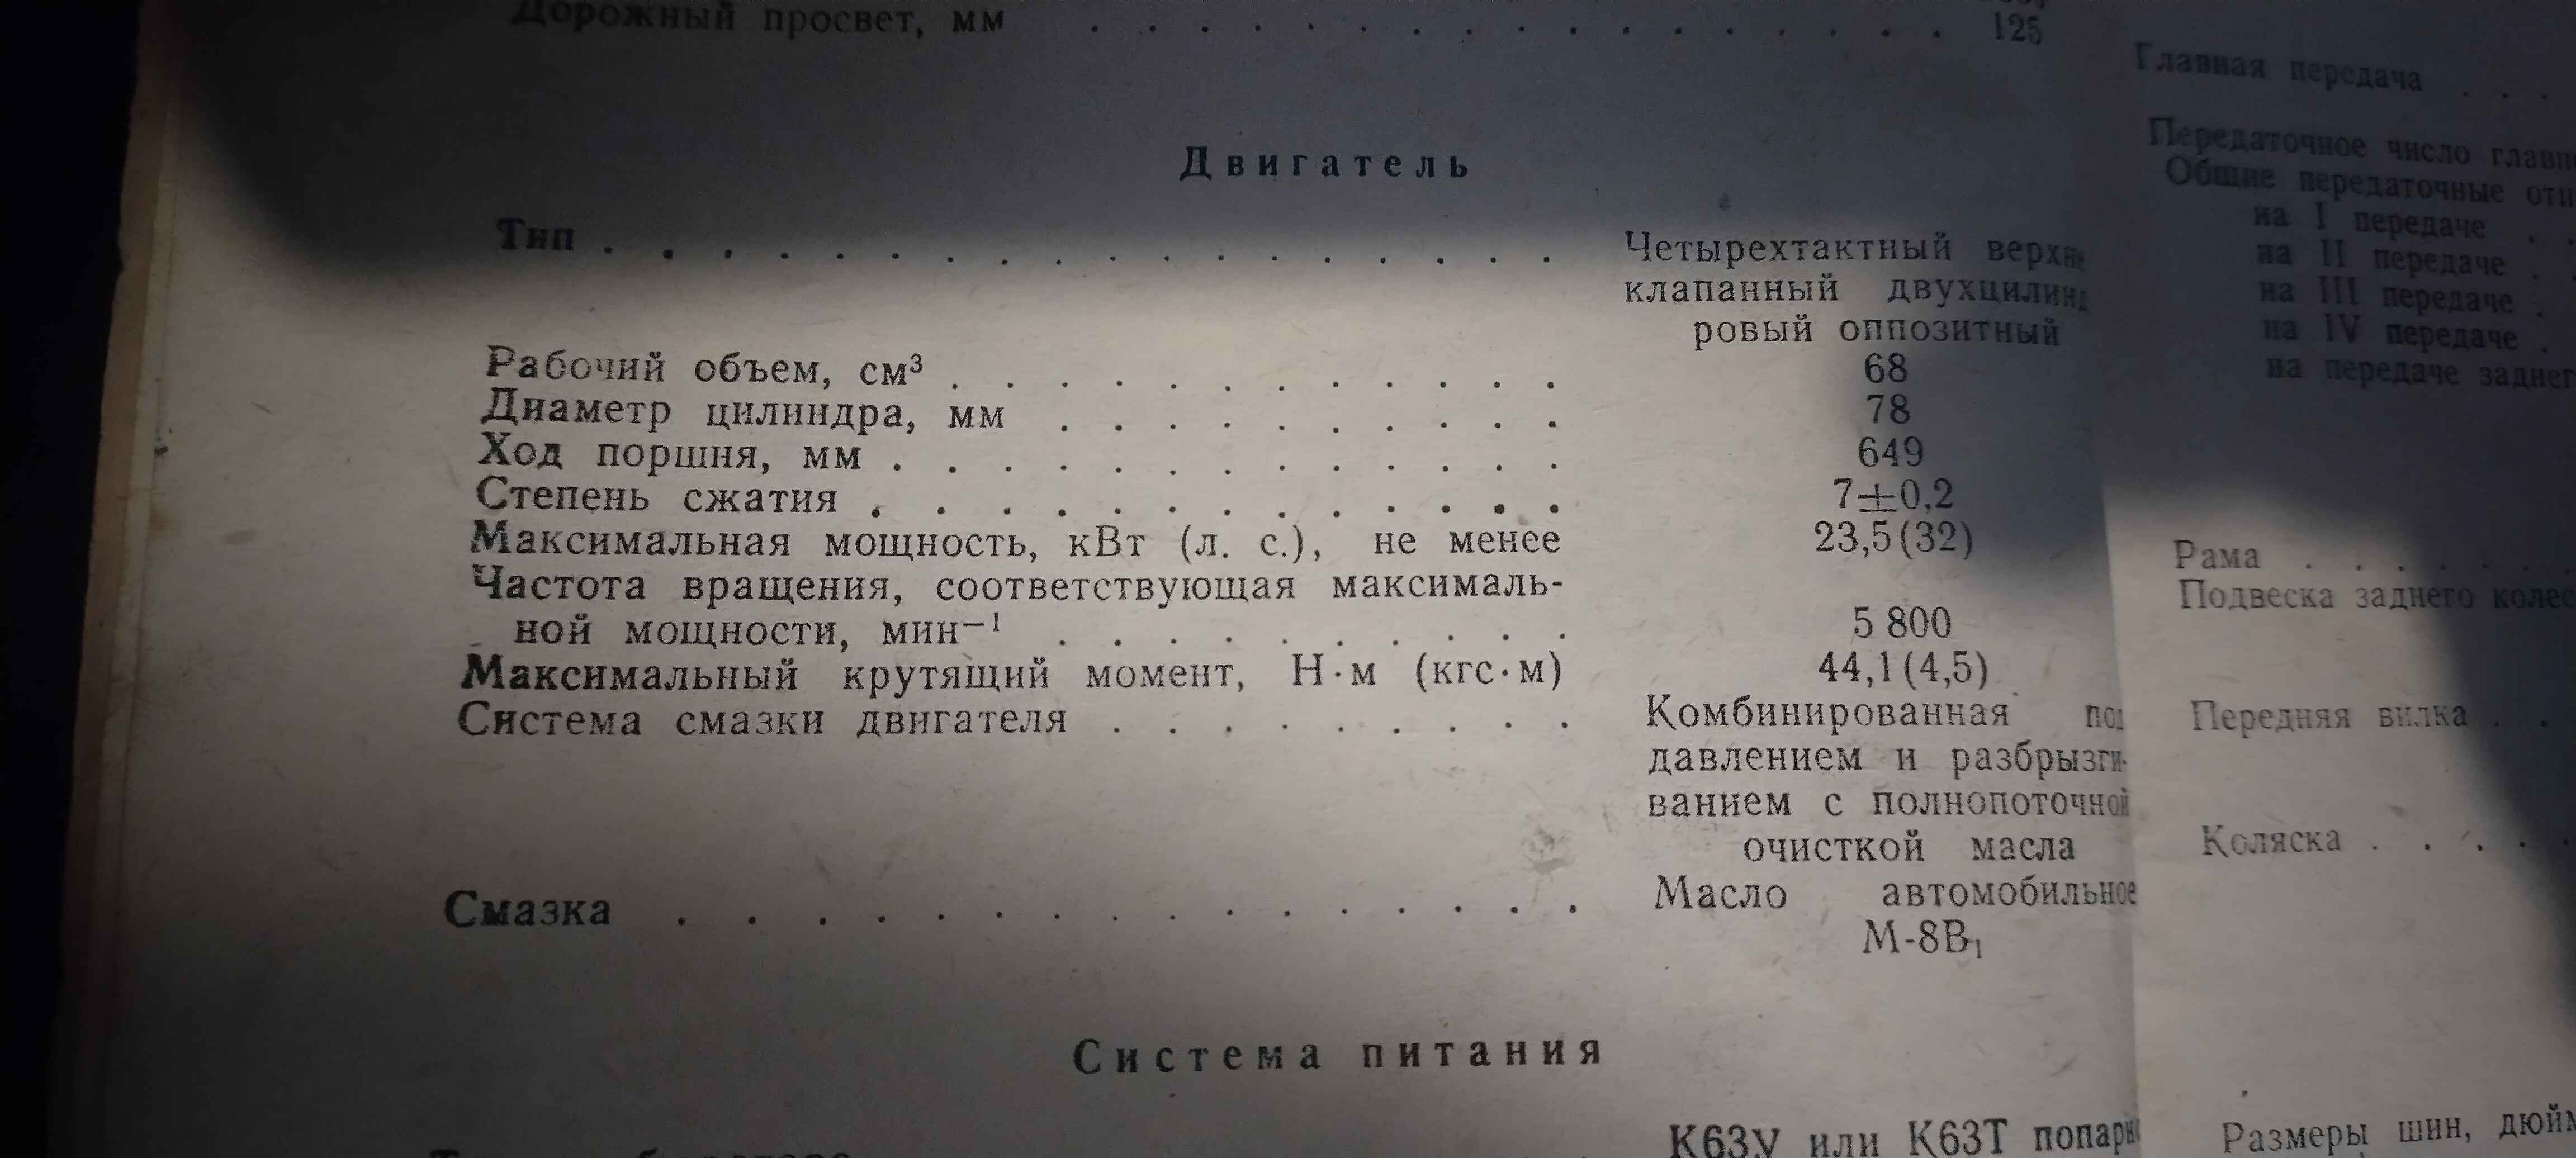 Дорожный просвет, мм . . . . . . . . . . . . . . . . 125
Двигатель
Тип . . . . . . . . . . . . . . . . . Четырехтактный верхне
клапанный двухцилинд
ровый оппозитный
Рабочий объем, см³ . . . . . . . . . . . . 68
Диаметр цилиндра, мм . . . . . . . . . . 78
Ход поршня, мм . . . . . . . . . . . . . 649
Степень сжатия . . . . . . . . . . . . . 7±0,2
Максимальная мощность, кВт (л. с.), не менее 23,5(32)
Частота вращения, соответствующая максималь-
ной мощности, мин⁻¹ . . . . . . . . . . 5 800
Максимальный крутящий момент, Н·м (кгс·м) 44,1(4,5)
Система смазки двигателя . . . . . . . . . Комбинированная под
давлением и разбрызги-
ванием с полнопоточной
очисткой масла
Смазка . . . . . . . . . . . . . . . . Масло автомобильное
М-8В₁
Система питания
К63У или К63Т попарн
Главная передача . . .
Передаточное число главн
Общие передаточные отн
на I передаче . .
на II передаче . .
на III передаче .
на IV передаче .
на передаче заднег
Рама . . . . . .
Подвеска заднего колес
Передняя вилка . .
Коляска . . . .
Размеры шин, дюйм